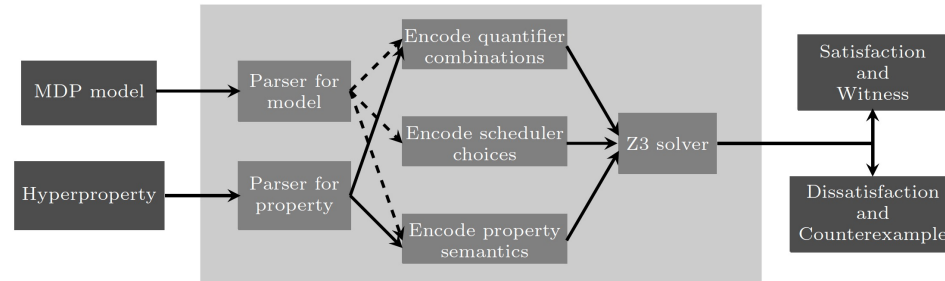 MDP model
Hyperproperty
Parser for
model
Parser for
property
Encode quantifier
combinations
Encode scheduler
choices
Encode property
semantics
Z3 solver
Satisfaction
and
Witness
Dissatisfaction
and
Counterexample